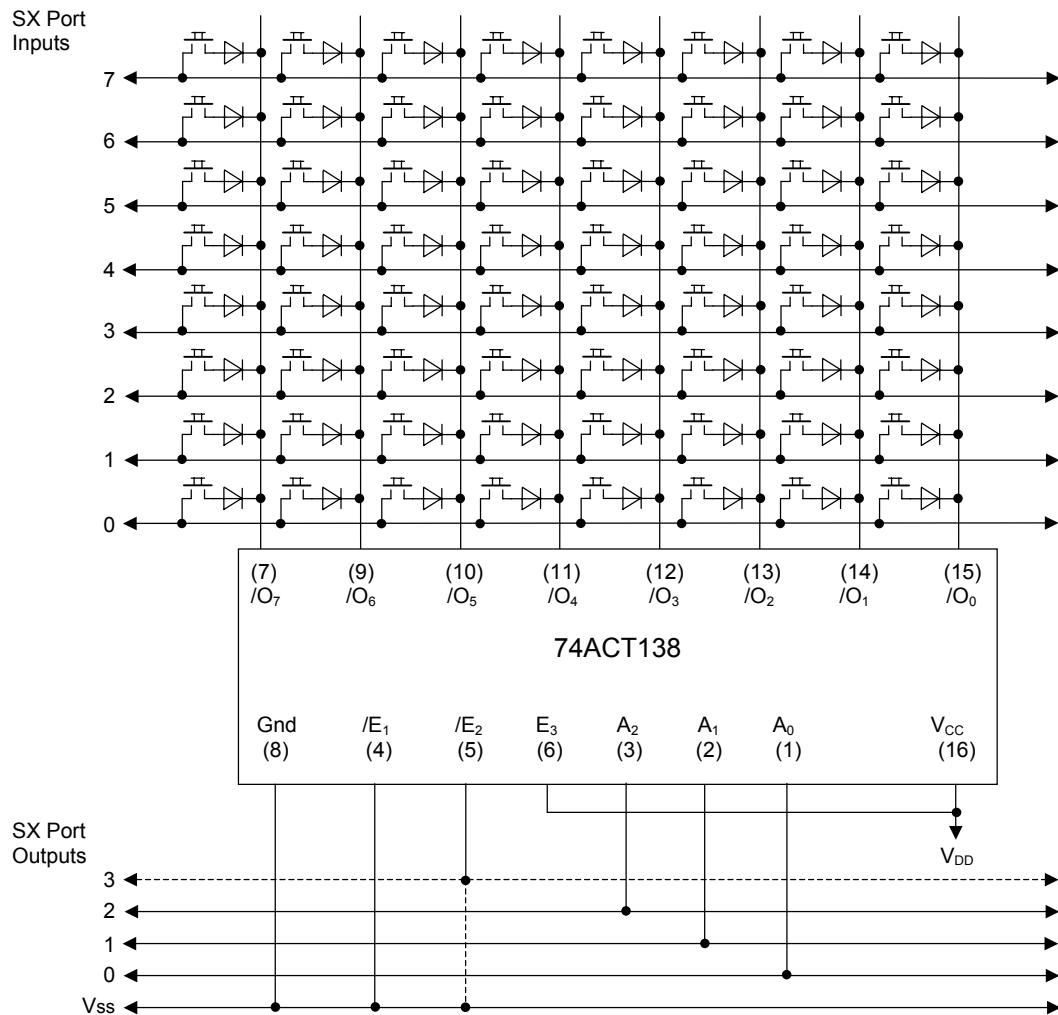 SX Port
Inputs
7
6
5
4
3
2
1
0
(7) (9) (10) (11) (12) (13) (14) (15)
/O₇ /O₆ /O₅ /O₄ /O₃ /O₂ /O₁ /O₀
74ACT138
Gnd /E₁ /E₂ E₃ A₂ A₁ A₀ V_CC
(8) (4) (5) (6) (3) (2) (1) (16)
SX Port
Outputs
V_DD
3
2
1
0
Vss